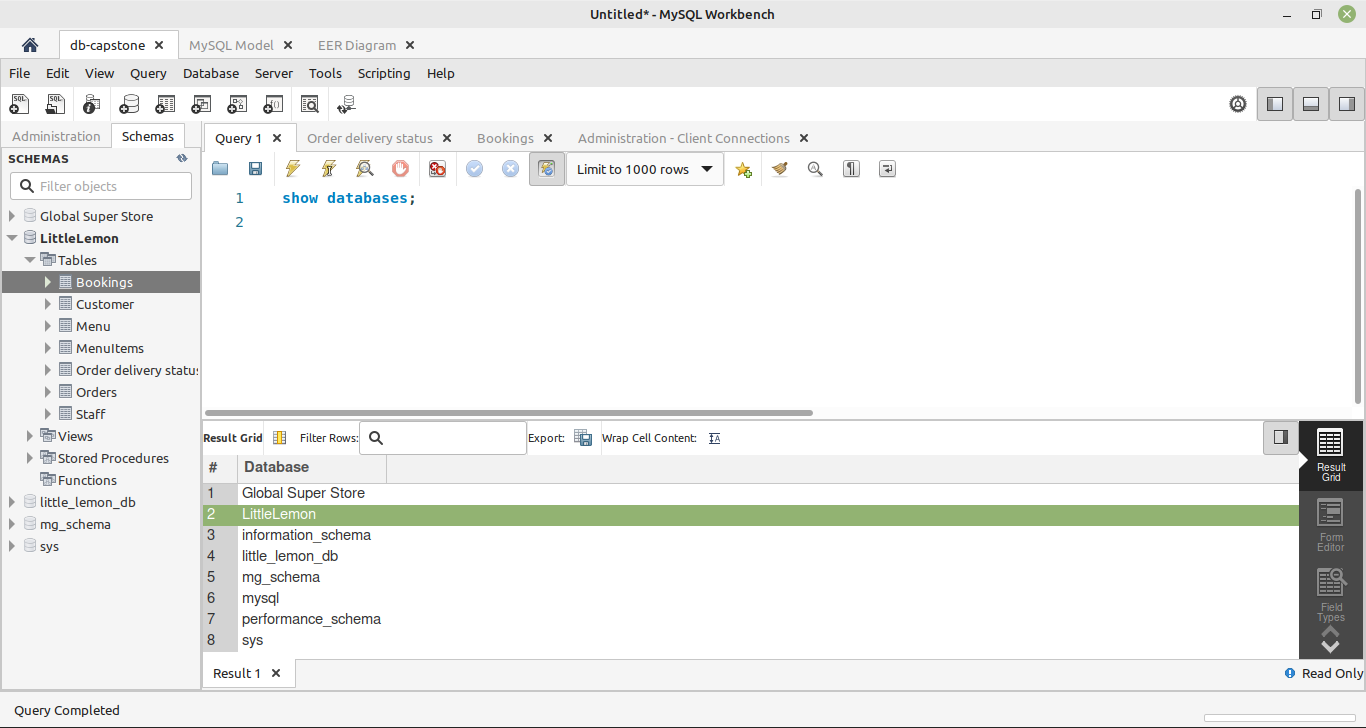 Untitled* - MySQL Workbench
db-capstone
MySQL Model
EER Diagram
File Edit View Query Database Server Tools Scripting Help
Administration Schemas
Query 1
Order delivery status
Bookings
Administration - Client Connections
SCHEMAS
Filter objects
Global Super Store
LittleLemon
Tables
Bookings
Customer
Menu
MenuItems
Order delivery status
Orders
Staff
Views
Stored Procedures
Functions
little_lemon_db
mg_schema
sys
Limit to 1000 rows
1 show databases;
2
Result Grid
Filter Rows:
Export:
Wrap Cell Content:
# Database
1 Global Super Store
2 LittleLemon
3 information_schema
4 little_lemon_db
5 mg_schema
6 mysql
7 performance_schema
8 sys
Result
Grid
Form
Editor
Field
Types
Result 1
Read Only
Query Completed